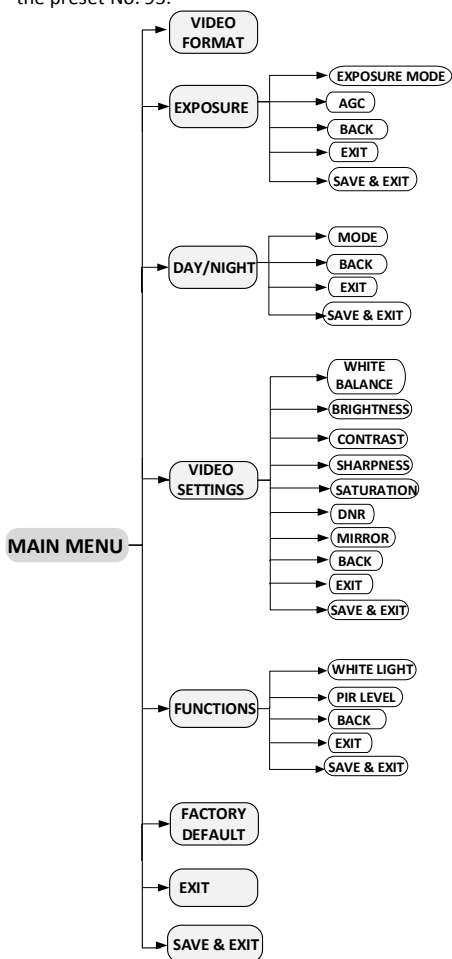 the preset No. 95.
VIDEO
FORMAT
EXPOSURE
EXPOSURE MODE
AGC
BACK
EXIT
SAVE & EXIT
DAY/NIGHT
MODE
BACK
EXIT
SAVE & EXIT
VIDEO
SETTINGS
WHITE
BALANCE
BRIGHTNESS
CONTRAST
SHARPNESS
SATURATION
DNR
MIRROR
BACK
EXIT
SAVE & EXIT
MAIN MENU
FUNCTIONS
WHITE LIGHT
PIR LEVEL
BACK
EXIT
SAVE & EXIT
FACTORY
DEFAULT
EXIT
SAVE & EXIT